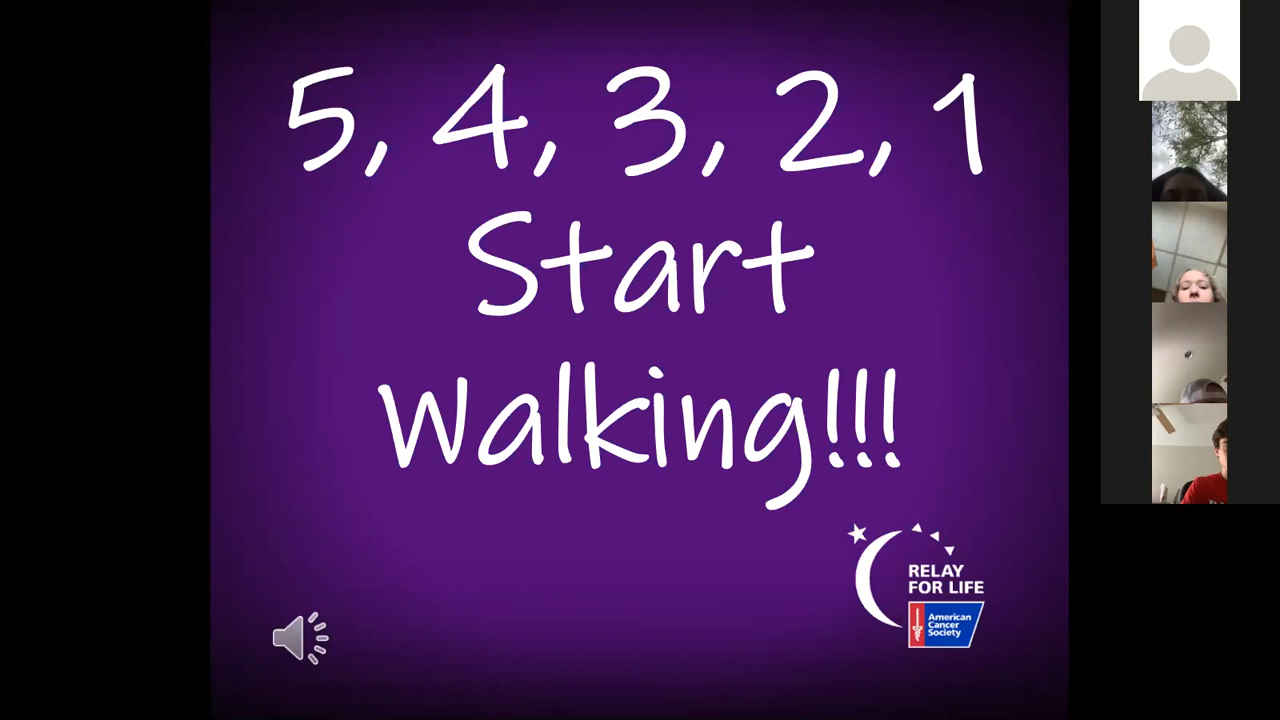 5, 4, 3, 2, 1
Start
Walking!!!
RELAY
FOR LIFE
American
Cancer
Society